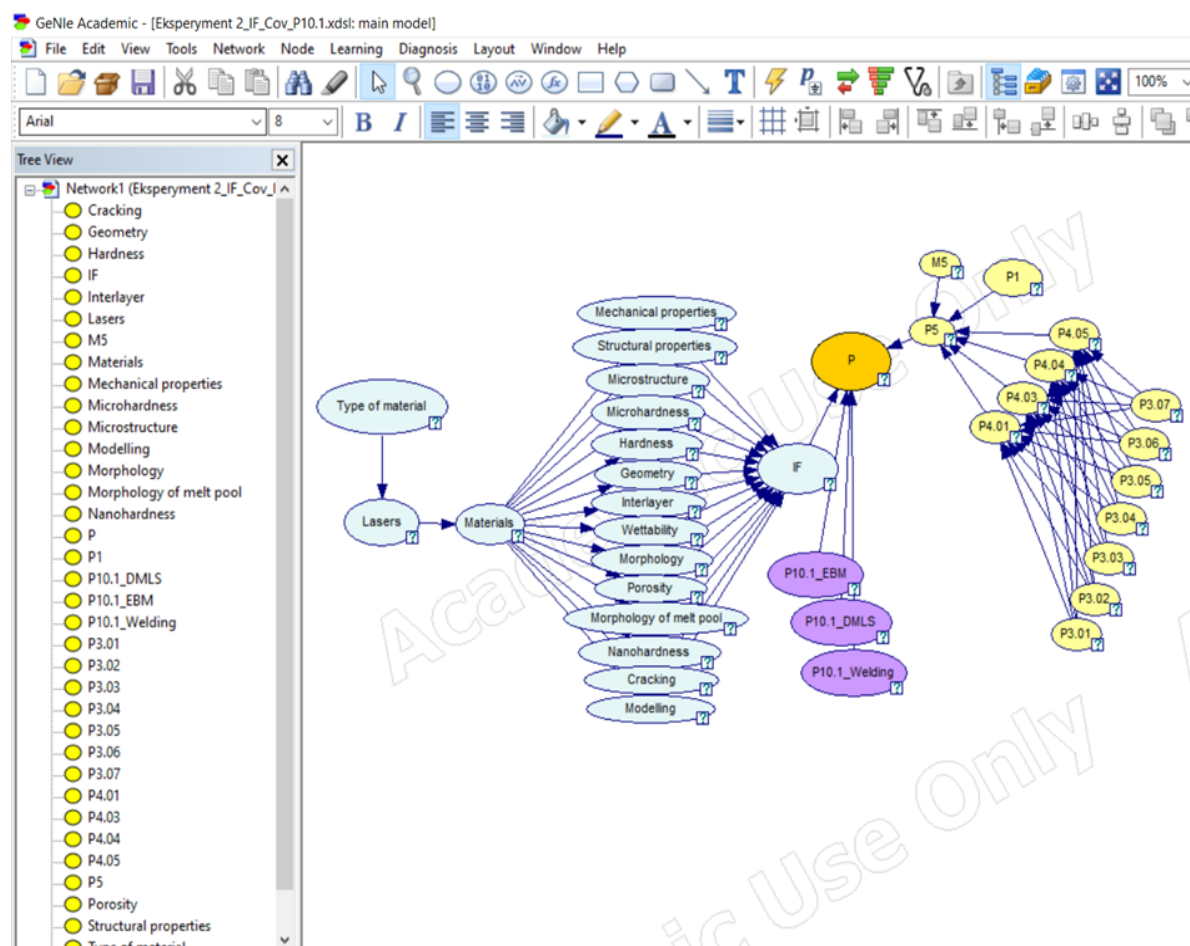 GeNIe Academic - [Eksperyment 2_IF_Cov_P10.1.xdsl: main model]
File Edit View Tools Network Node Learning Diagnosis Layout Window Help
100%
Arial 8 B I A
Tree View
Network1 (Eksperyment 2_IF_Cov_
Cracking
Geometry
Hardness
IF
Interlayer
Lasers
M5
Materials
Mechanical properties
Microhardness
Microstructure
Modelling
Morphology
Morphology of melt pool
Nanohardness
P
P1
P10.1_DMLS
P10.1_EBM
P10.1_Welding
P3.01
P3.02
P3.03
P3.04
P3.05
P3.06
P3.07
P4.01
P4.03
P4.04
P4.05
P5
Porosity
Structural properties
Type of material
Type of material
Lasers
Materials
Mechanical properties
Structural properties
Microstructure
Microhardness
Hardness
Geometry
Interlayer
Wettability
Morphology
Porosity
Morphology of melt pool
Nanohardness
Cracking
Modelling
IF
P
P10.1_EBM
P10.1_DMLS
P10.1_Welding
M5
P1
P5
P4.05
P4.04
P4.03
P4.01
P3.07
P3.06
P3.05
P3.04
P3.03
P3.02
P3.01
Academic Use Only
ic Use Only